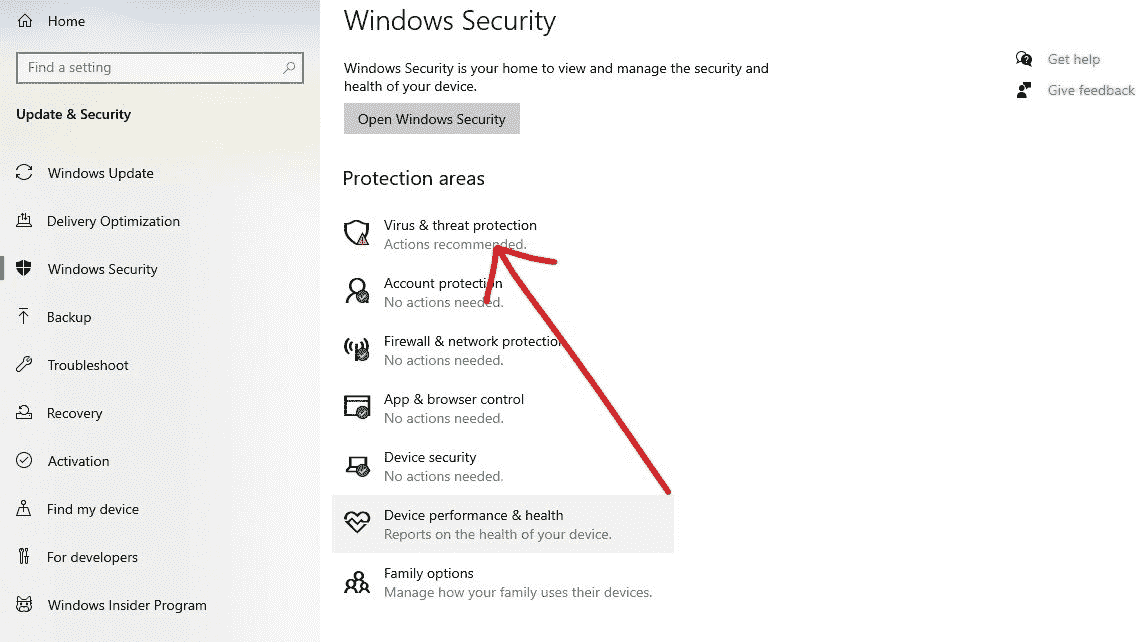 Home
Find a setting
Update & Security
Windows Update
Delivery Optimization
Windows Security
Backup
Troubleshoot
Recovery
Activation
Find my device
For developers
Windows Insider Program
Windows Security
Windows Security is your home to view and manage the security and
health of your device.
Open Windows Security
Protection areas
Virus & threat protection
Actions recommended.
Account protection
No actions needed.
Firewall & network protection
No actions needed.
App & browser control
No actions needed.
Device security
No actions needed.
Device performance & health
Reports on the health of your device.
Family options
Manage how your family uses their devices.
Get help
Give feedback